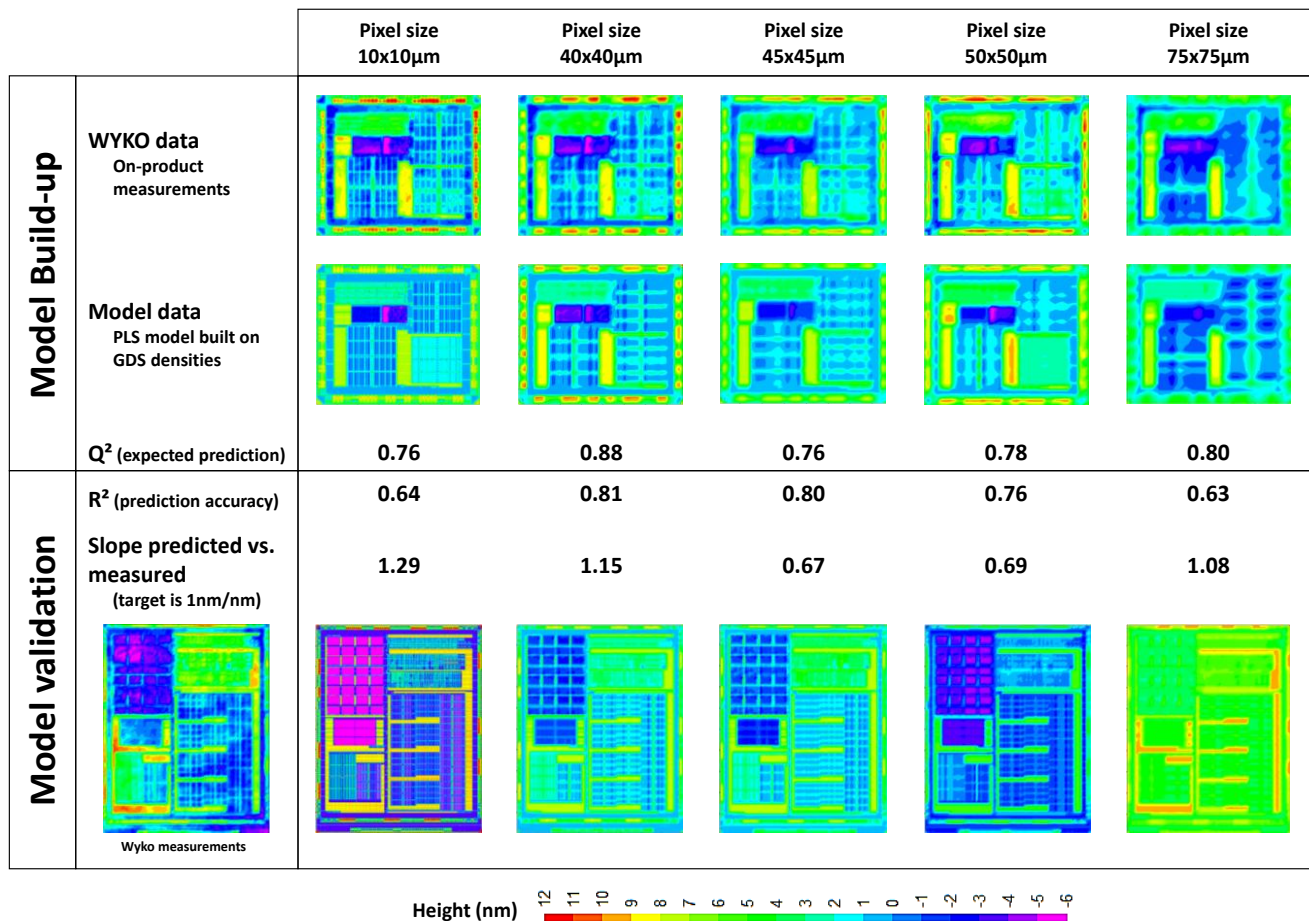 Pixel size 10x10µm
Pixel size 40x40µm
Pixel size 45x45µm
Pixel size 50x50µm
Pixel size 75x75µm
Model Build-up
WYKO data
On-product
measurements
Model data
PLS model built on
GDS densities
Q² (expected prediction) 0.76 0.88 0.76 0.78 0.80
Model validation
R² (prediction accuracy) 0.64 0.81 0.80 0.76 0.63
Slope predicted vs.
measured 1.29 1.15 0.67 0.69 1.08
(target is 1nm/nm)
Wyko measurements
Height (nm) 12 11 10 9 8 7 6 5 4 3 2 1 0 -1 -2 -3 -4 -5 -6